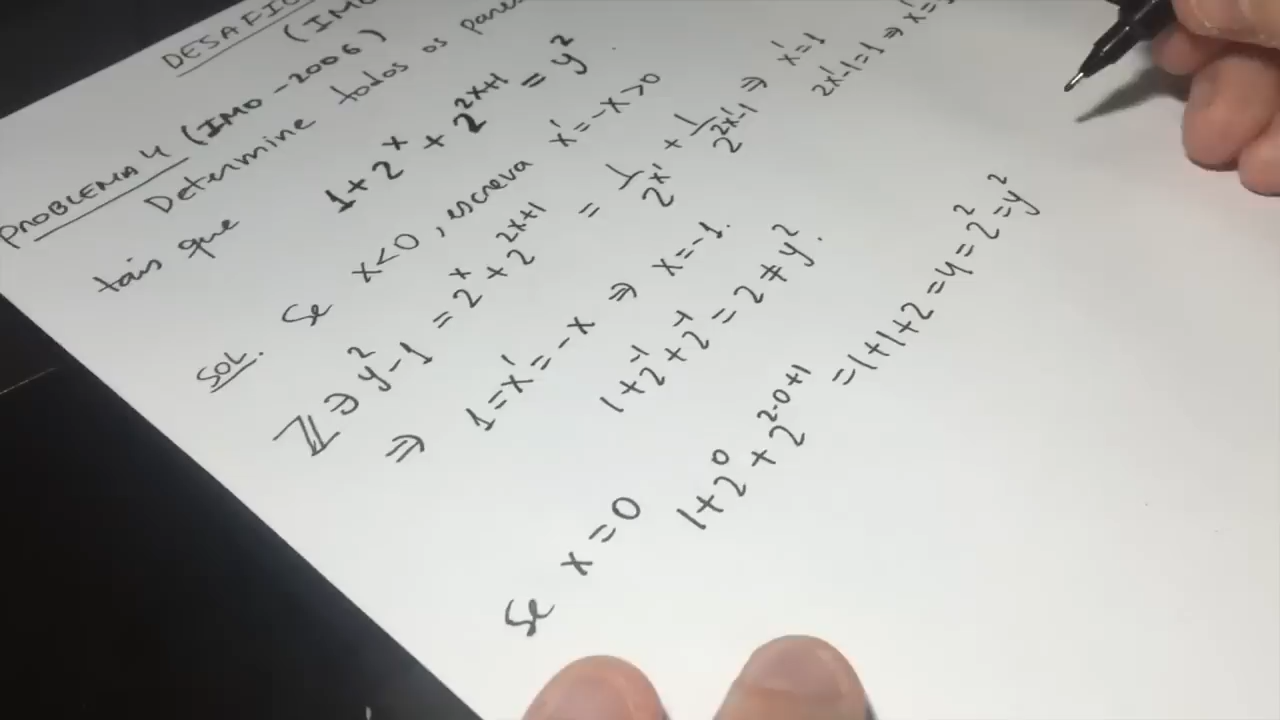 DESAFIO
(IMO
PROBLEMA 4 (IMO - 2006)
Determine todos os pares
tais que
1 + 2^x + 2^{2x+1} = y^2.
SOL. Se x < 0, escreva x' = -x > 0
ℤ ∋ y^2 - 1 = 2^x + 2^{2x+1} = 1/2^{x'} + 1/2^{2x'-1} ⇒ x' = 1
2x'-1 = 1 ⇒ x' =
⇒ 1 = x' = -x ⇒ x = -1.
1 + 2^{-1} + 2^{-1} = 2 ≠ y^2.
Se x = 0
1 + 2^0 + 2^{2·0+1} = 1+1+2 = 4 = 2^2 = y^2